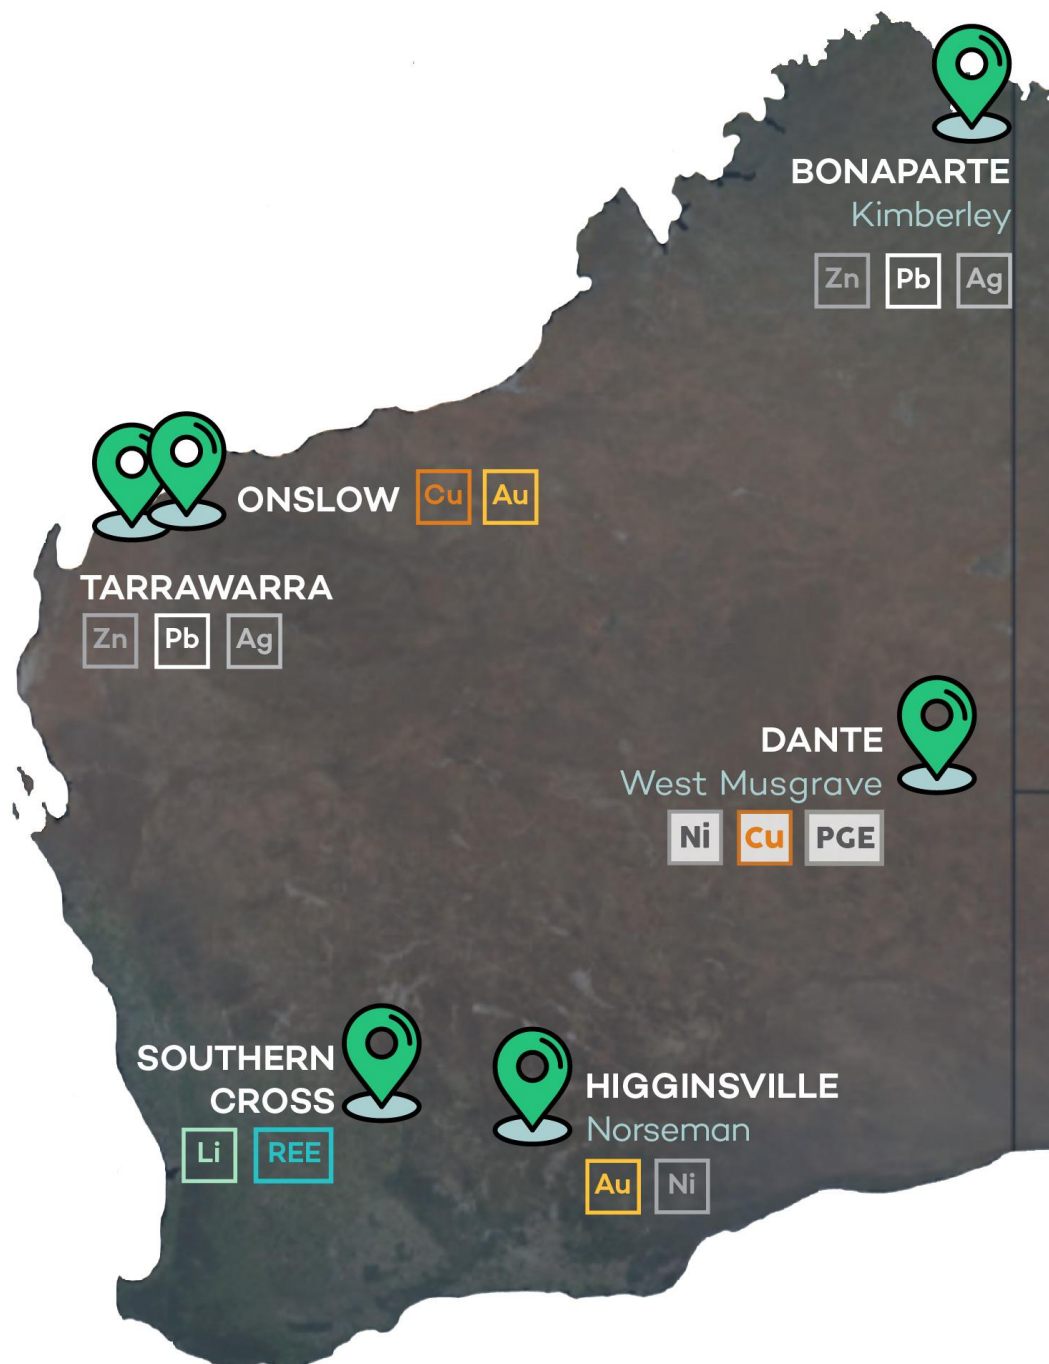 BONAPARTE
Kimberley
Zn Pb Ag
ONSLOW Cu Au
TARRAWARRA
Zn Pb Ag
DANTE
West Musgrave
Ni Cu PGE
SOUTHERN
CROSS
Li REE
HIGGINSVILLE
Norseman
Au Ni